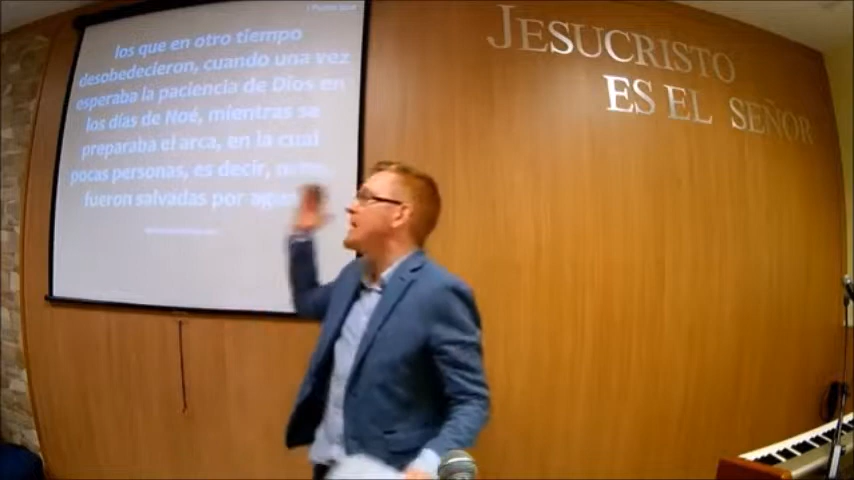 1 Pedro
los que en otro tiempo
desobedecieron, cuando una vez
esperaba la paciencia de Dios en
los días de Noé, mientras se
preparaba el arca, en la cual
pocas personas, es decir,
fueron salvadas por
JESUCRISTO
ES EL SEÑOR